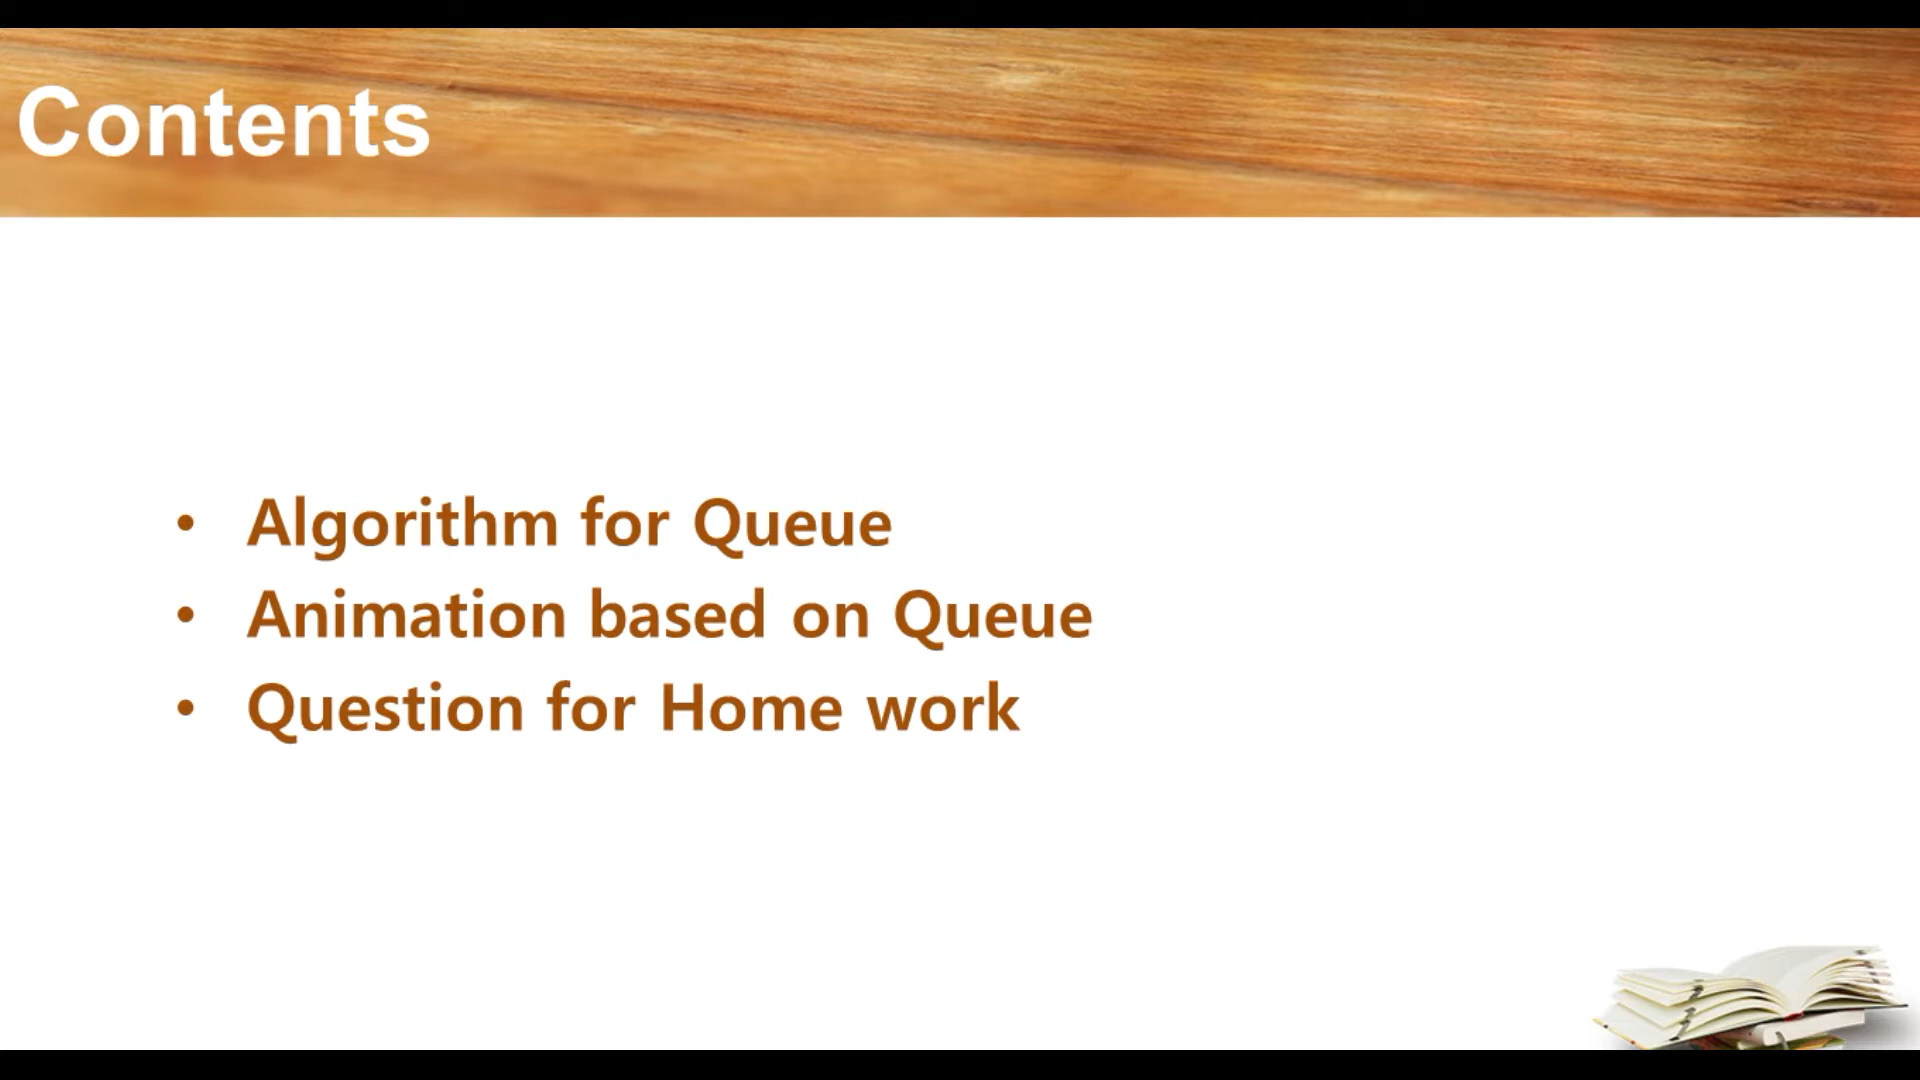 Contents
• Algorithm for Queue
• Animation based on Queue
• Question for Home work